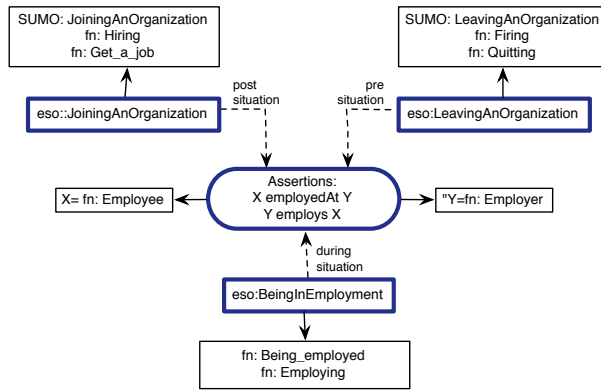 SUMO: JoiningAnOrganization
fn: Hiring
fn: Get_a_job
SUMO: LeavingAnOrganization
fn: Firing
fn: Quitting
eso::JoiningAnOrganization
post
situation
pre
situation
eso:LeavingAnOrganization
Assertions:
X employedAt Y
Y employs X
X= fn: Employee
"Y=fn: Employer
during
situation
eso:BeingInEmployment
fn: Being_employed
fn: Employing